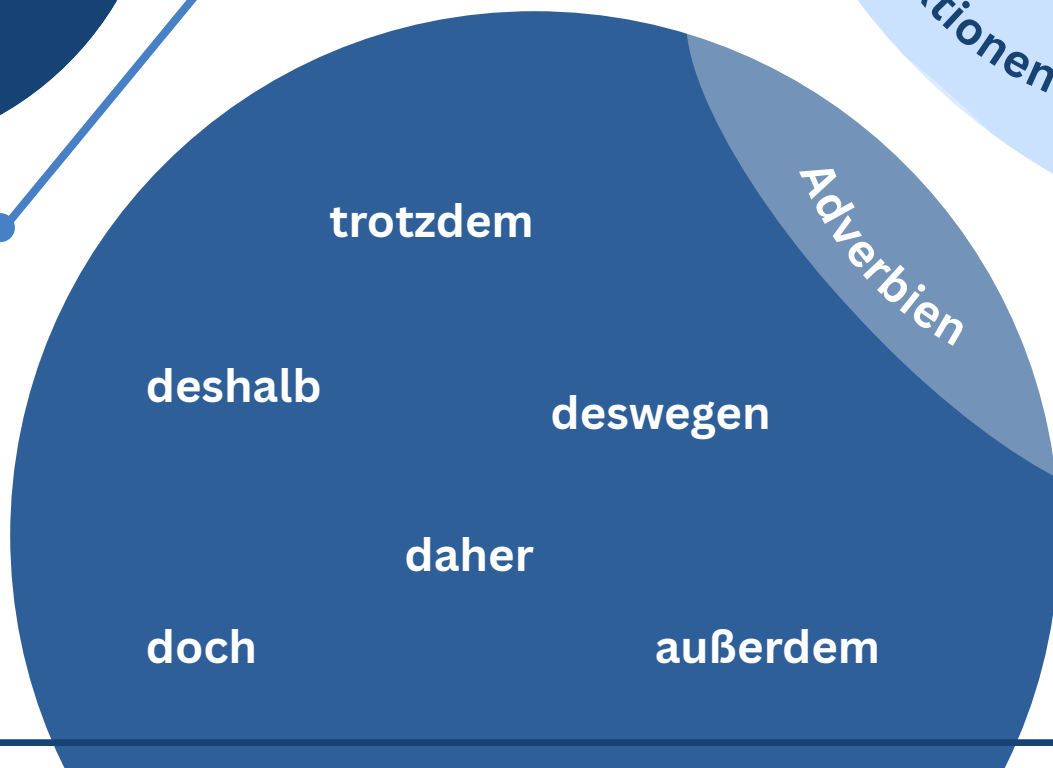 Adverbien
trotzdem
deshalb
deswegen
daher
doch
außerdem